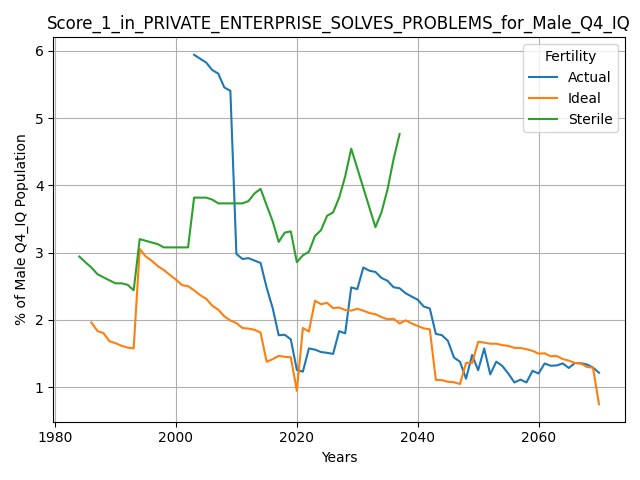 Score_1_in_PRIVATE_ENTERPRISE_SOLVES_PROBLEMS_for_Male_Q4_IQ
Fertility
Actual
Ideal
Sterile
% of Male Q4_IQ Population
6
5
4
3
2
1
1980
2000
2020
2040
2060
Years